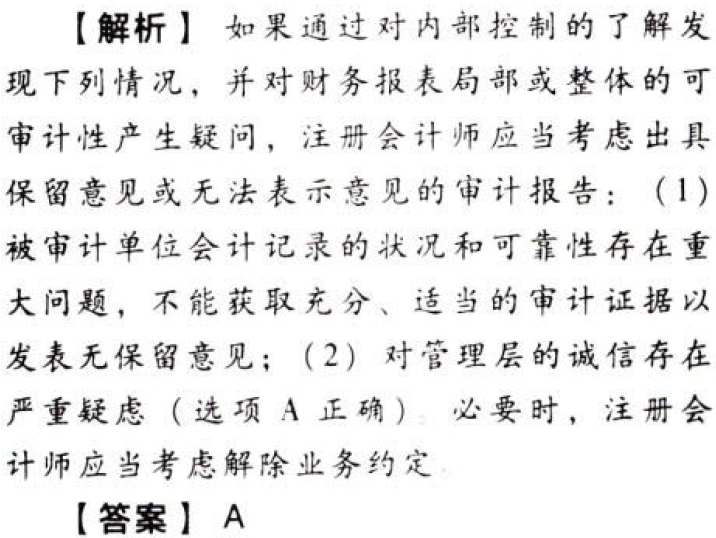 【解析】 如果通过对内部控制的了解发
现下列情况，并对财务报表局部或整体的可
审计性产生疑问，注册会计师应当考虑出具
保留意见或无法表示意见的审计报告：（1）
被审计单位会计记录的状况和可靠性存在重
大问题，不能获取充分、适当的审计证据以
发表无保留意见；（2）对管理层的诚信存在
严重疑虑（选项 A 正确）。必要时，注册会
计师应当考虑解除业务约定。
【答案】 A